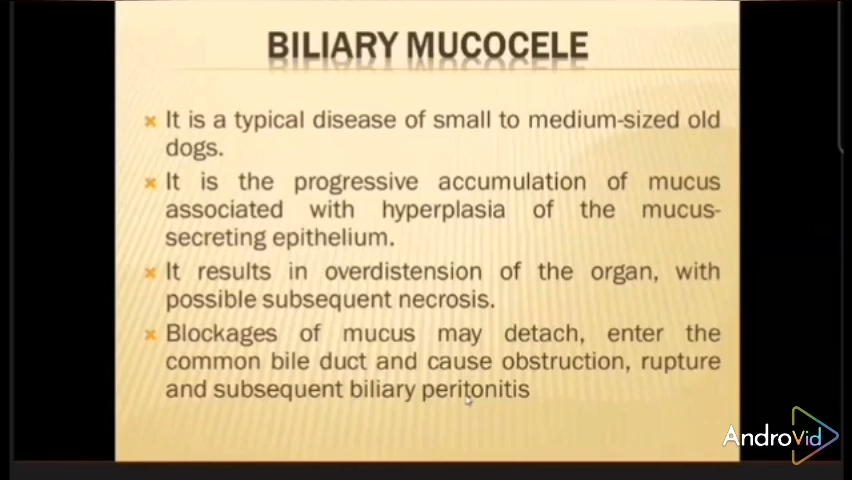 BILIARY MUCOCELE
It is a typical disease of small to medium-sized old
dogs.
It is the progressive accumulation of mucus
associated with hyperplasia of the mucus-
secreting epithelium.
It results in overdistension of the organ, with
possible subsequent necrosis.
Blockages of mucus may detach, enter the
common bile duct and cause obstruction, rupture
and subsequent biliary peritonitis
AndroVid